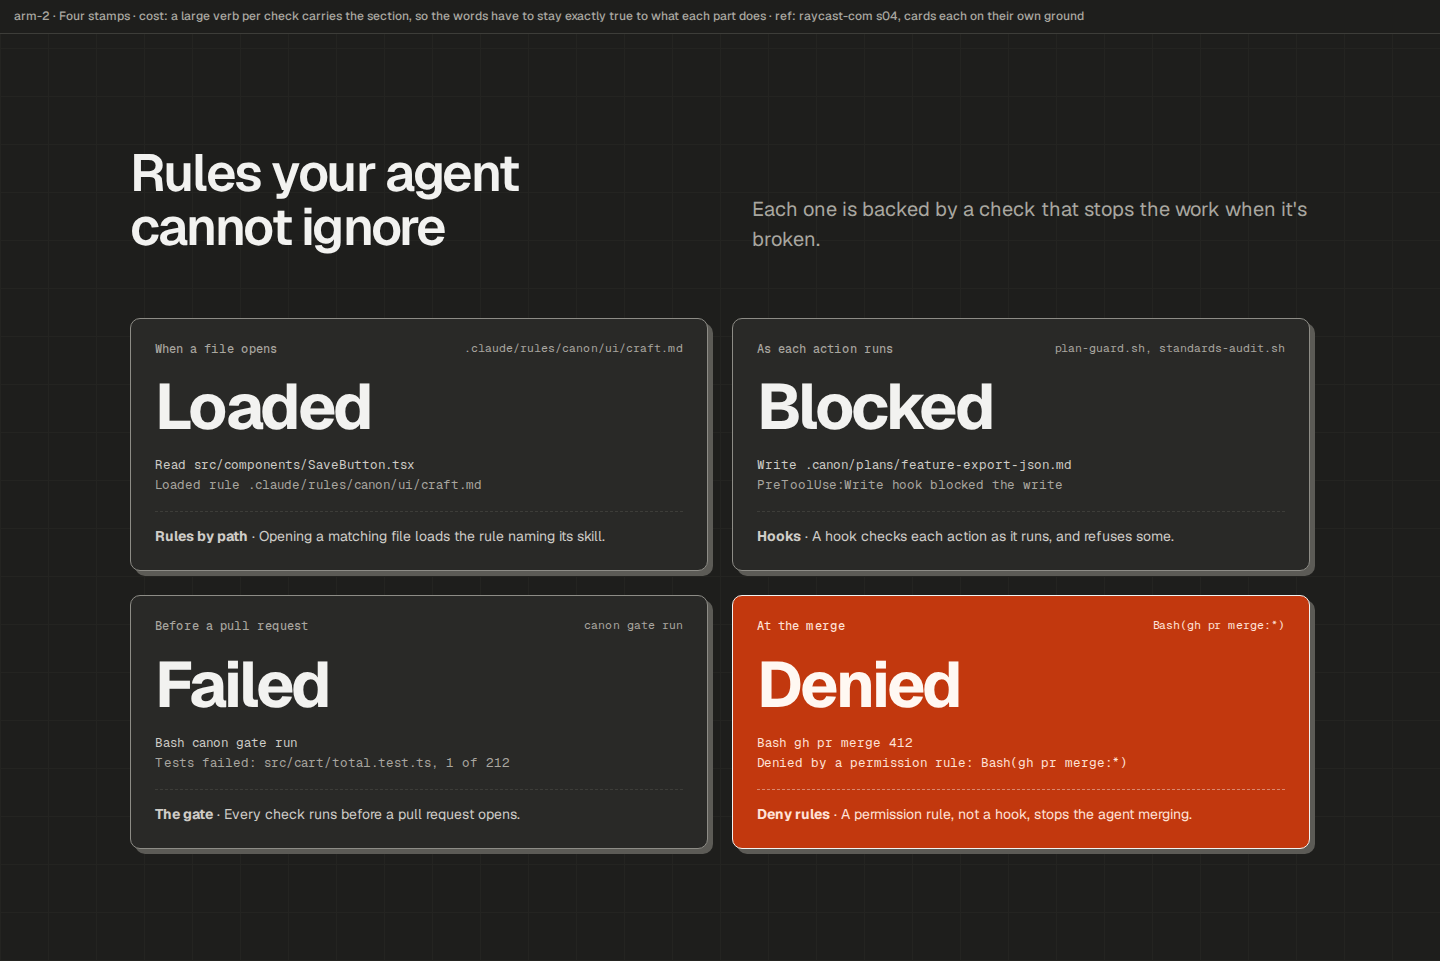 arm-2 · Four stamps · cost: a large verb per check carries the section, so the words have to stay exactly true to what each part does · ref: raycast-com s04, cards each on their own ground
Rules your agent
cannot ignore
Each one is backed by a check that stops the work when it's
broken.
When a file opens
.claude/rules/canon/ui/craft.md
Loaded
Read src/components/SaveButton.tsx
Loaded rule .claude/rules/canon/ui/craft.md
Rules by path · Opening a matching file loads the rule naming its skill.
As each action runs
plan-guard.sh, standards-audit.sh
Blocked
Write .canon/plans/feature-export-json.md
PreToolUse:Write hook blocked the write
Hooks · A hook checks each action as it runs, and refuses some.
Before a pull request
canon gate run
Failed
Bash canon gate run
Tests failed: src/cart/total.test.ts, 1 of 212
The gate · Every check runs before a pull request opens.
At the merge
Bash(gh pr merge:*)
Denied
Bash gh pr merge 412
Denied by a permission rule: Bash(gh pr merge:*)
Deny rules · A permission rule, not a hook, stops the agent merging.